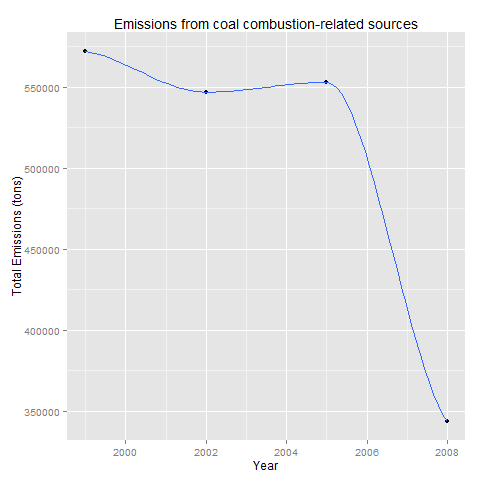 Emissions from coal combustion-related sources
Total Emissions (tons)
550000
500000
450000
400000
350000
2000 2002 2004 2006 2008
Year